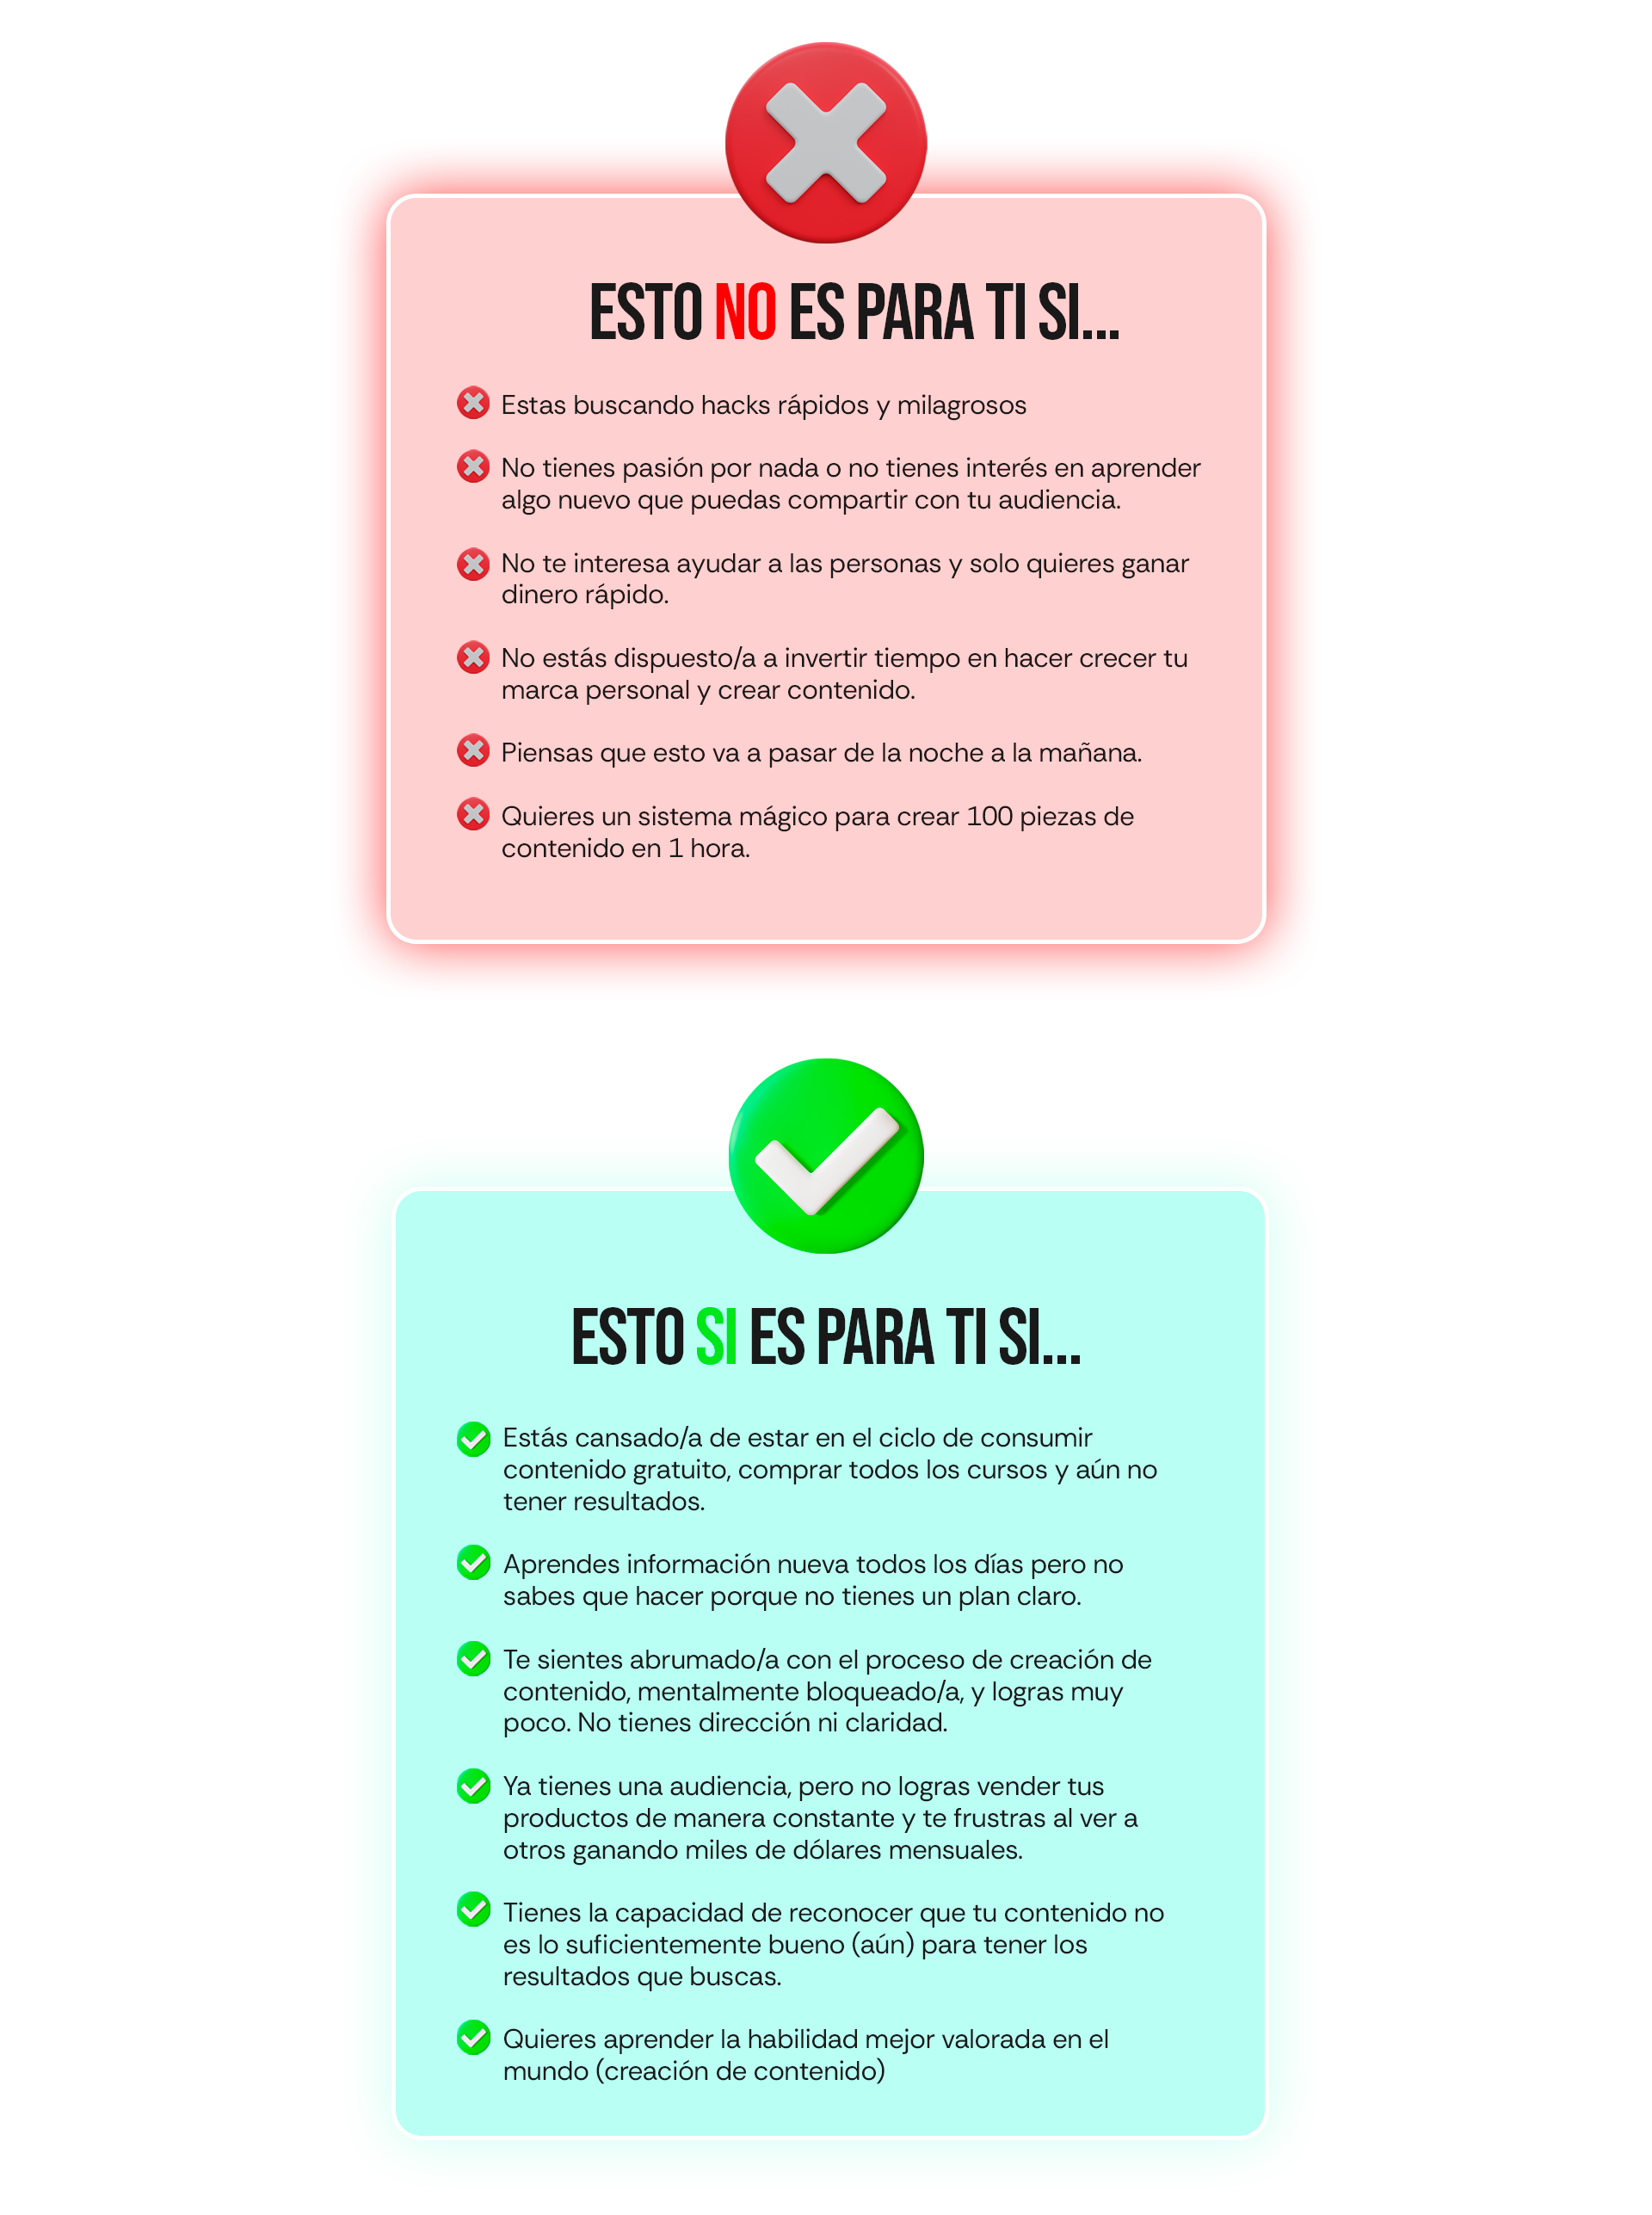 ESTO NO ES PARA TI SI...
Estas buscando hacks rápidos y milagrosos
No tienes pasión por nada o no tienes interés en aprender
algo nuevo que puedas compartir con tu audiencia.
No te interesa ayudar a las personas y solo quieres ganar
dinero rápido.
No estás dispuesto/a a invertir tiempo en hacer crecer tu
marca personal y crear contenido.
Piensas que esto va a pasar de la noche a la mañana.
Quieres un sistema mágico para crear 100 piezas de
contenido en 1 hora.
ESTO SI ES PARA TI SI...
Estás cansado/a de estar en el ciclo de consumir
contenido gratuito, comprar todos los cursos y aún no
tener resultados.
Aprendes información nueva todos los días pero no
sabes que hacer porque no tienes un plan claro.
Te sientes abrumado/a con el proceso de creación de
contenido, mentalmente bloqueado/a, y logras muy
poco. No tienes dirección ni claridad.
Ya tienes una audiencia, pero no logras vender tus
productos de manera constante y te frustras al ver a
otros ganando miles de dólares mensuales.
Tienes la capacidad de reconocer que tu contenido no
es lo suficientemente bueno (aún) para tener los
resultados que buscas.
Quieres aprender la habilidad mejor valorada en el
mundo (creación de contenido)